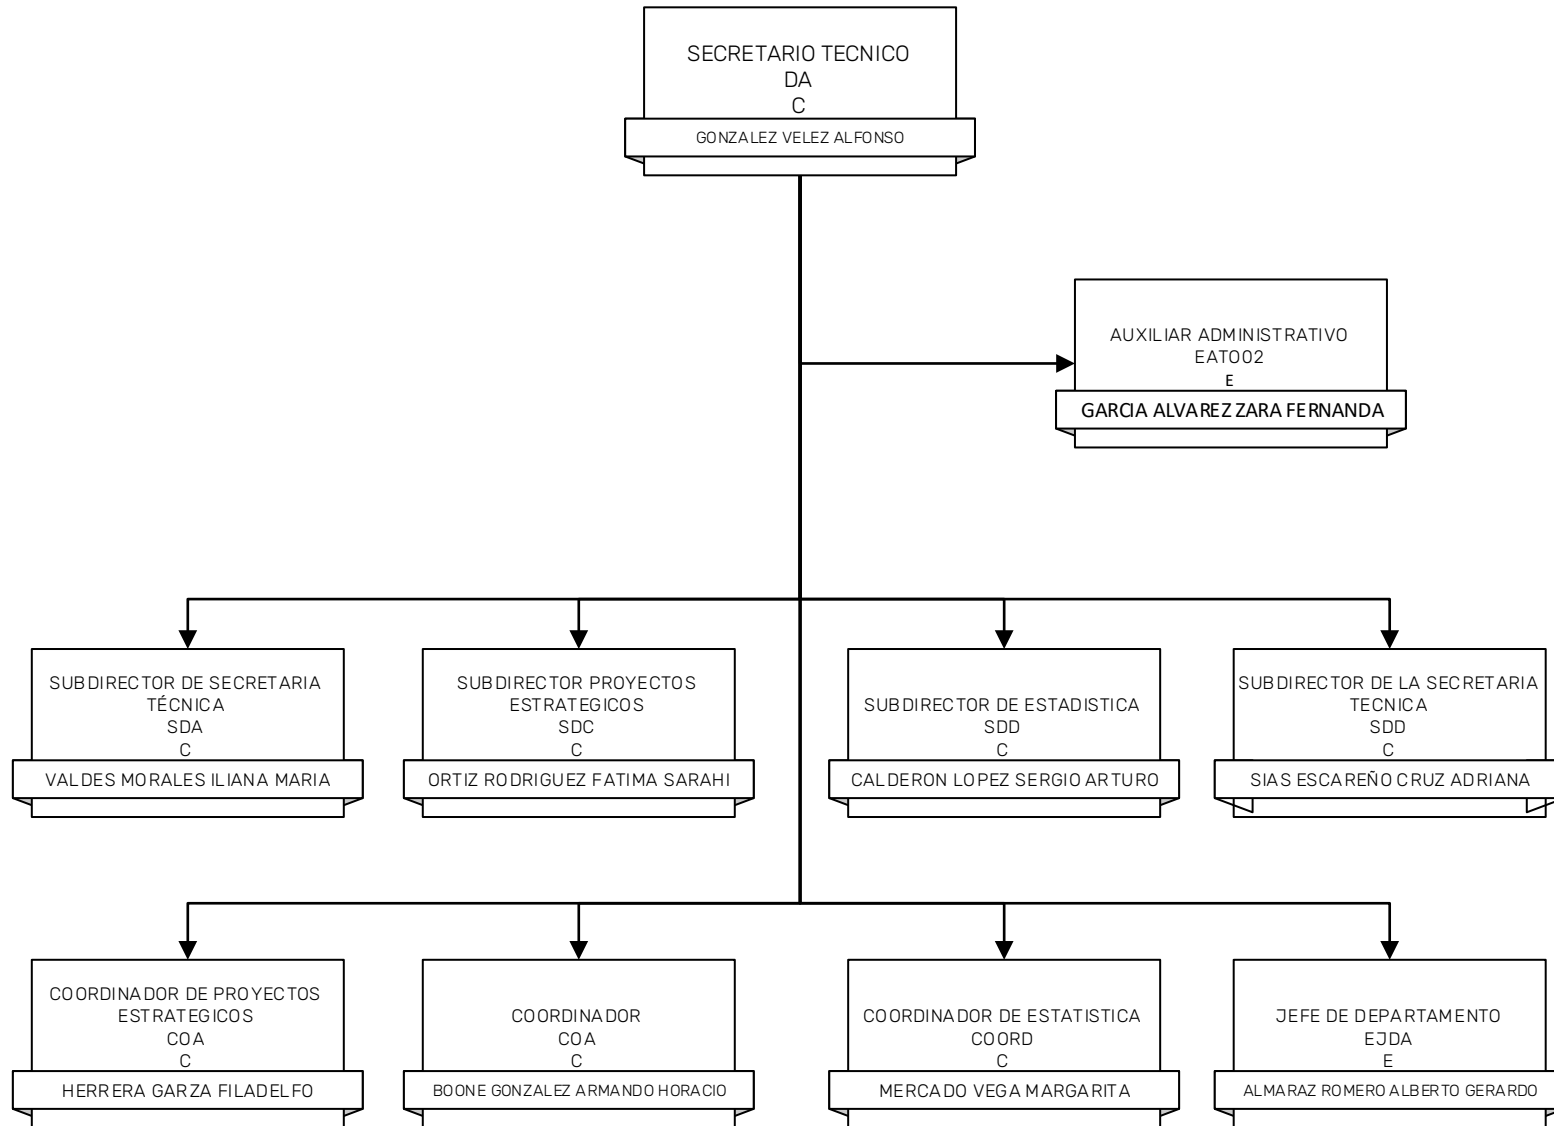 SECRETARIO TECNICO
DA
C
GONZALEZ VELEZ ALFONSO
AUXILIAR ADMINISTRATIVO
EAT002
E
GARCIA ALVAREZ ZARA FERNANDA
SUBDIRECTOR DE SECRETARIA
TÉCNICA
SDA
C
VALDES MORALES ILIANA MARIA
SUBDIRECTOR PROYECTOS
ESTRATEGICOS
SDC
C
ORTIZ RODRIGUEZ FATIMA SARAHI
SUBDIRECTOR DE ESTADISTICA
SDD
C
CALDERON LOPEZ SERGIO ARTURO
SUBDIRECTOR DE LA SECRETARIA
TECNICA
SDD
C
SIAS ESCAREÑO CRUZ ADRIANA
COORDINADOR DE PROYECTOS
ESTRATEGICOS
COA
C
HERRERA GARZA FILADELFO
COORDINADOR
COA
C
BOONE GONZALEZ ARMANDO HORACIO
COORDINADOR DE ESTATISTICA
COORD
C
MERCADO VEGA MARGARITA
JEFE DE DEPARTAMENTO
EJDA
E
ALMARAZ ROMERO ALBERTO GERARDO